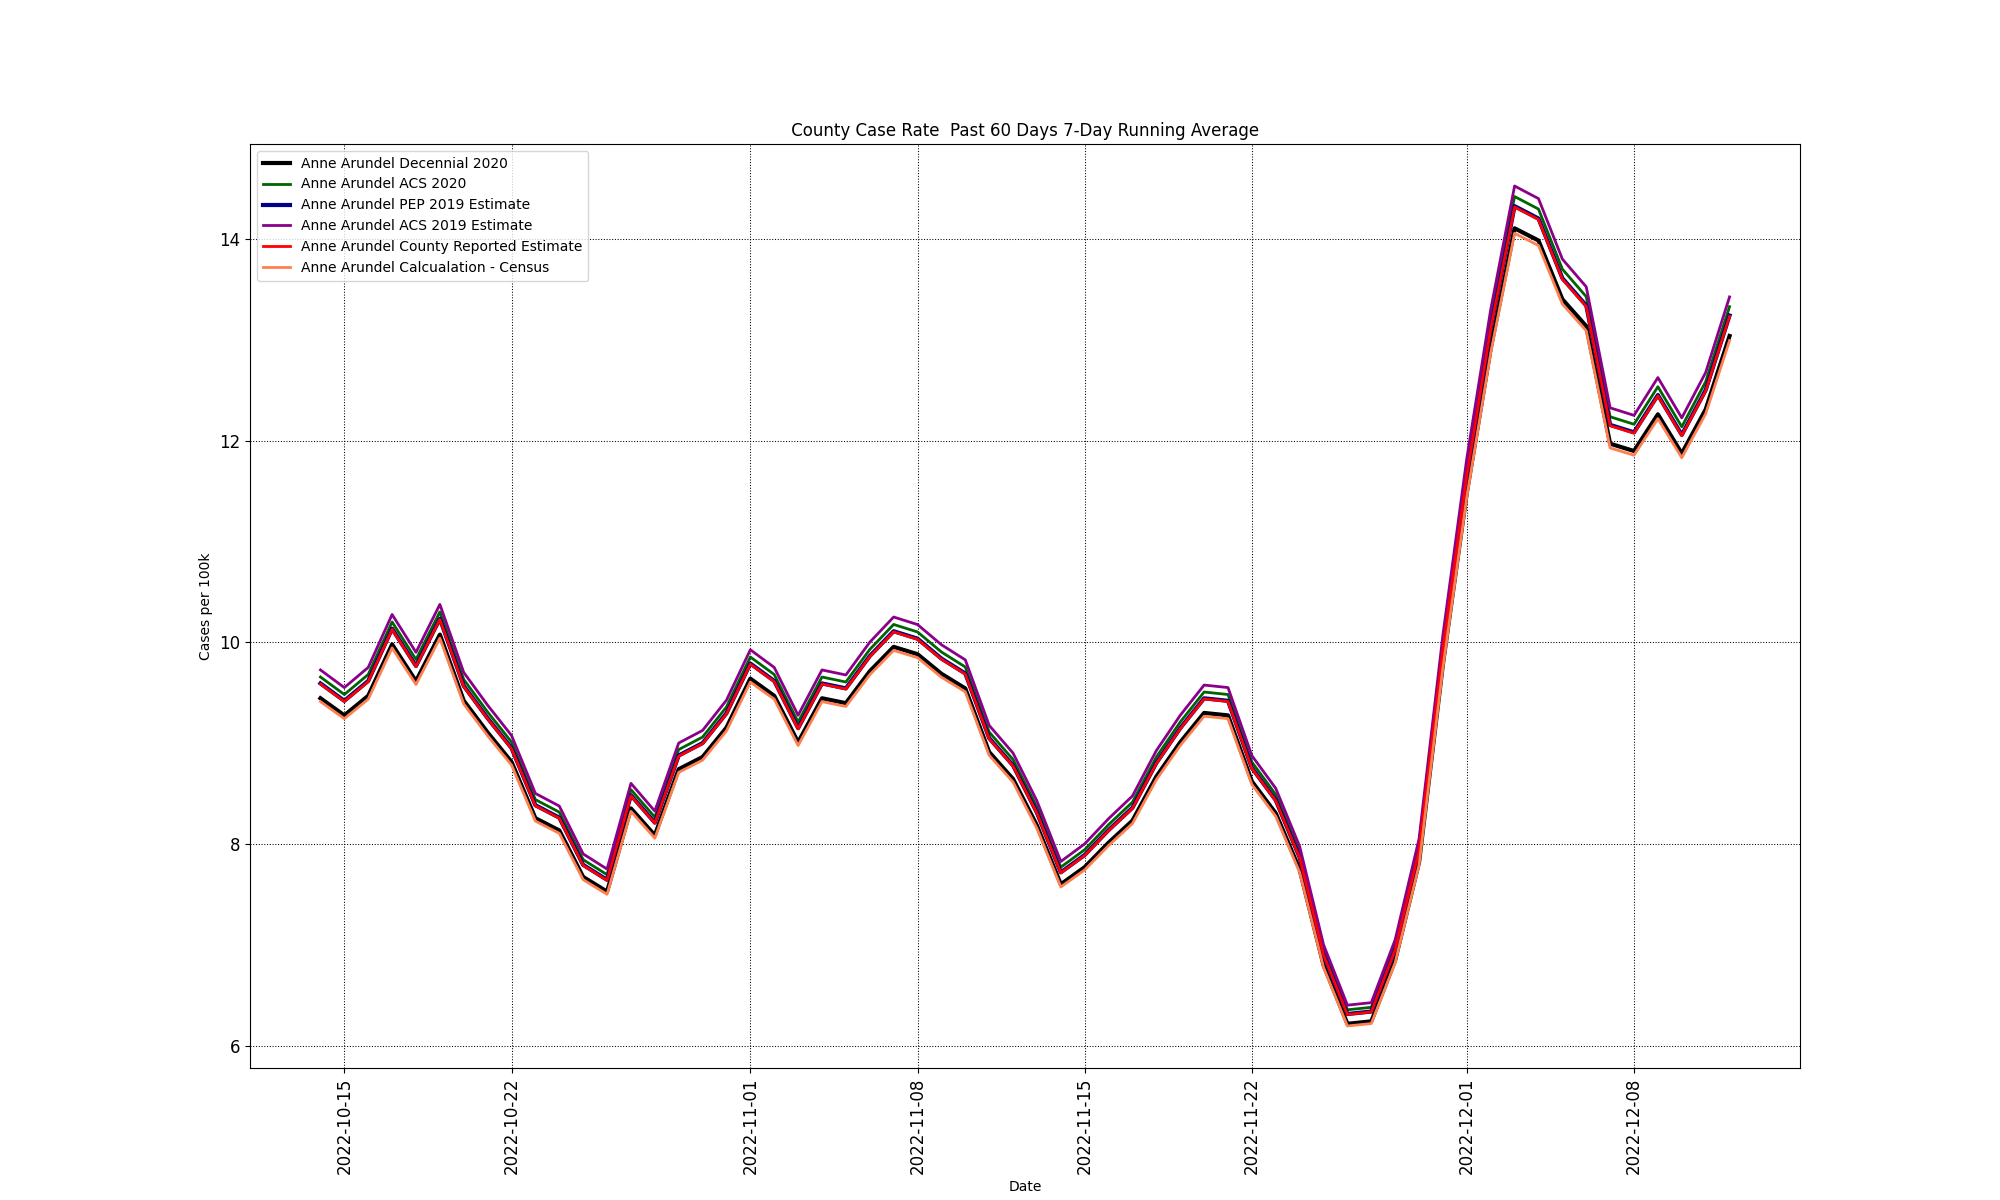 County Case Rate  Past 60 Days 7-Day Running Average
Anne Arundel Decennial 2020
Anne Arundel ACS 2020
Anne Arundel PEP 2019 Estimate
Anne Arundel ACS 2019 Estimate
Anne Arundel County Reported Estimate
Anne Arundel Calcualation - Census
14
12
10
8
6
Cases per 100k
2022-10-15
2022-10-22
2022-11-01
2022-11-08
2022-11-15
2022-11-22
2022-12-01
2022-12-08
Date